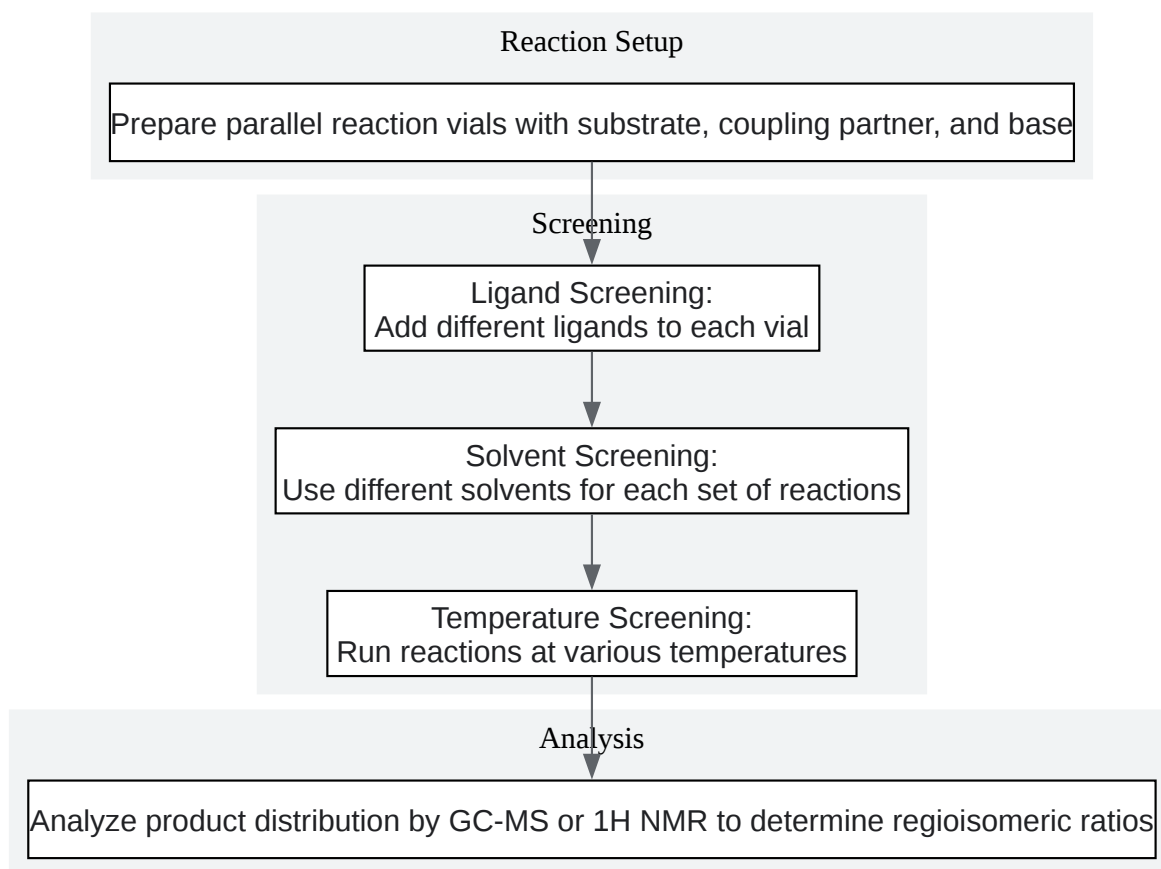 Reaction Setup
Prepare parallel reaction vials with substrate, coupling partner, and base
Screening
Ligand Screening:
Add different ligands to each vial
Solvent Screening:
Use different solvents for each set of reactions
Temperature Screening:
Run reactions at various temperatures
Analysis
Analyze product distribution by GC-MS or 1H NMR to determine regioisomeric ratios